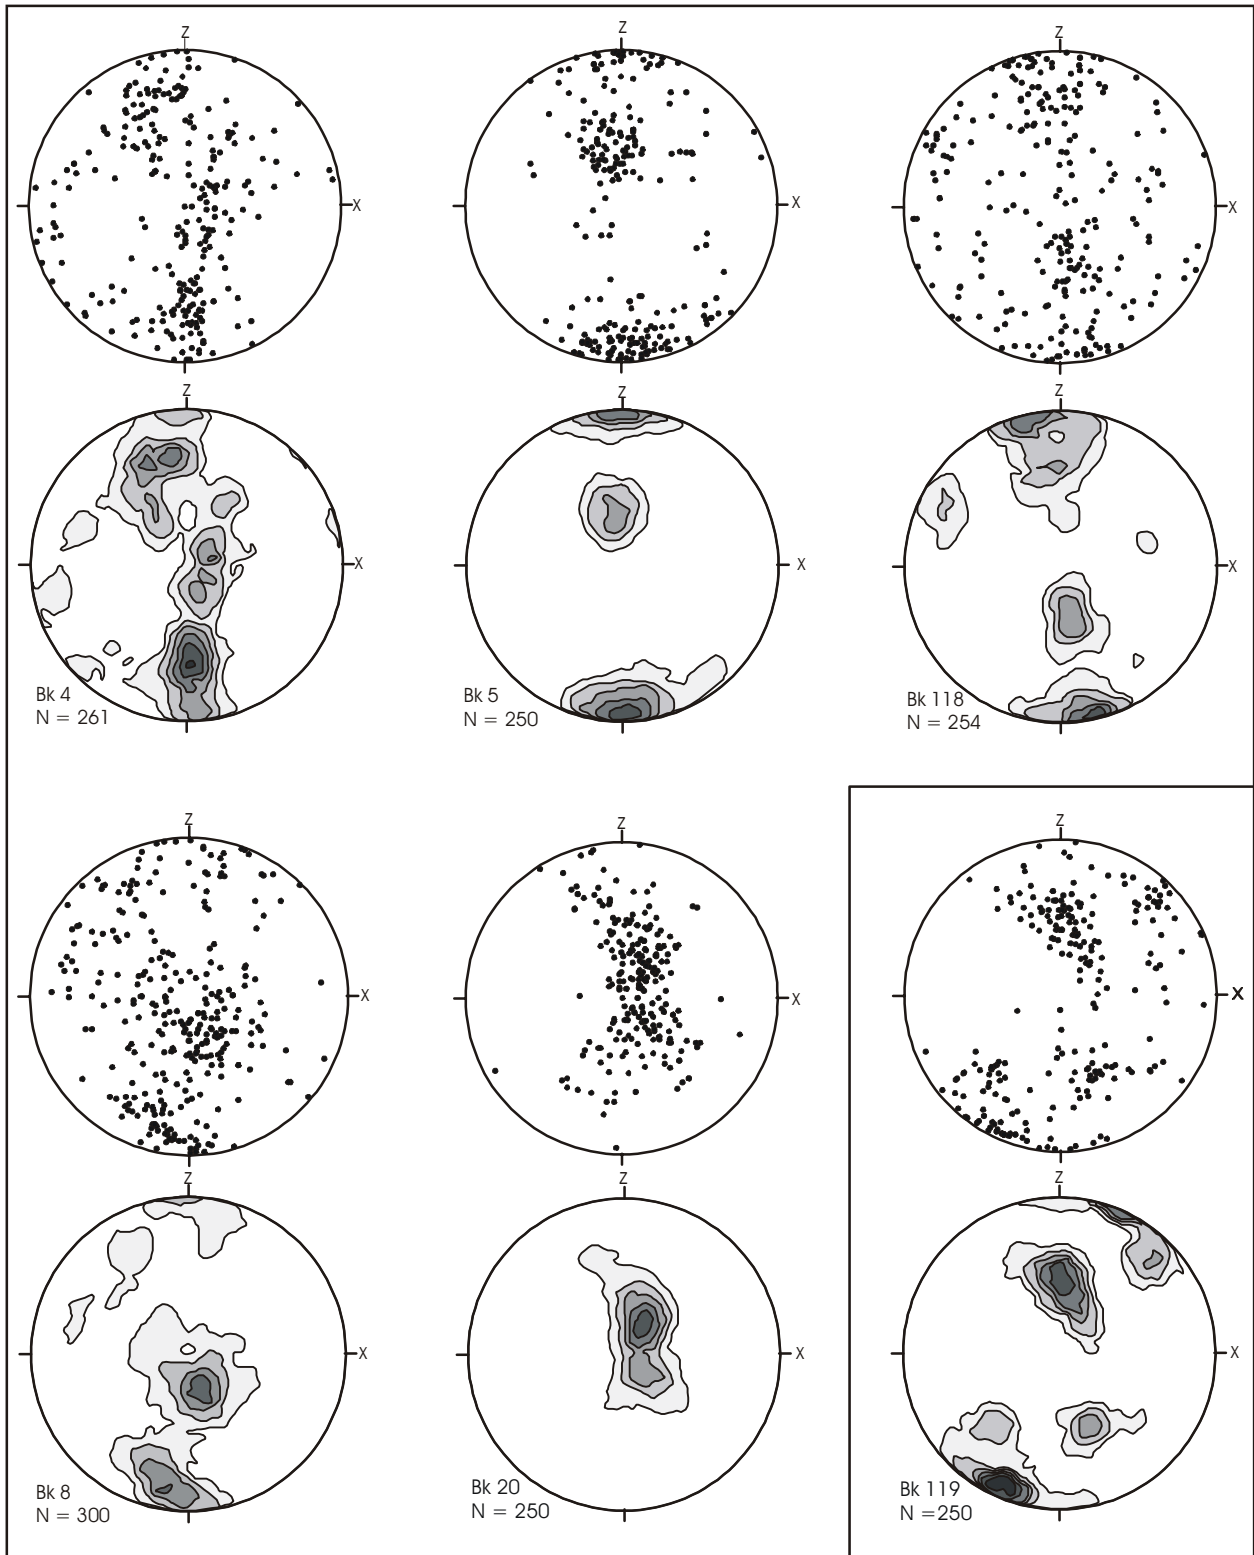 Z
Z
Z
X
X
X
Z
Z
Z
X
X
X
Bk 4
N = 261
Bk 5
N = 250
Bk 118
N = 254
Z
Z
Z
X
X
X
Z
Z
Z
X
X
X
Bk 8
N = 300
Bk 20
N = 250
Bk 119
N =250